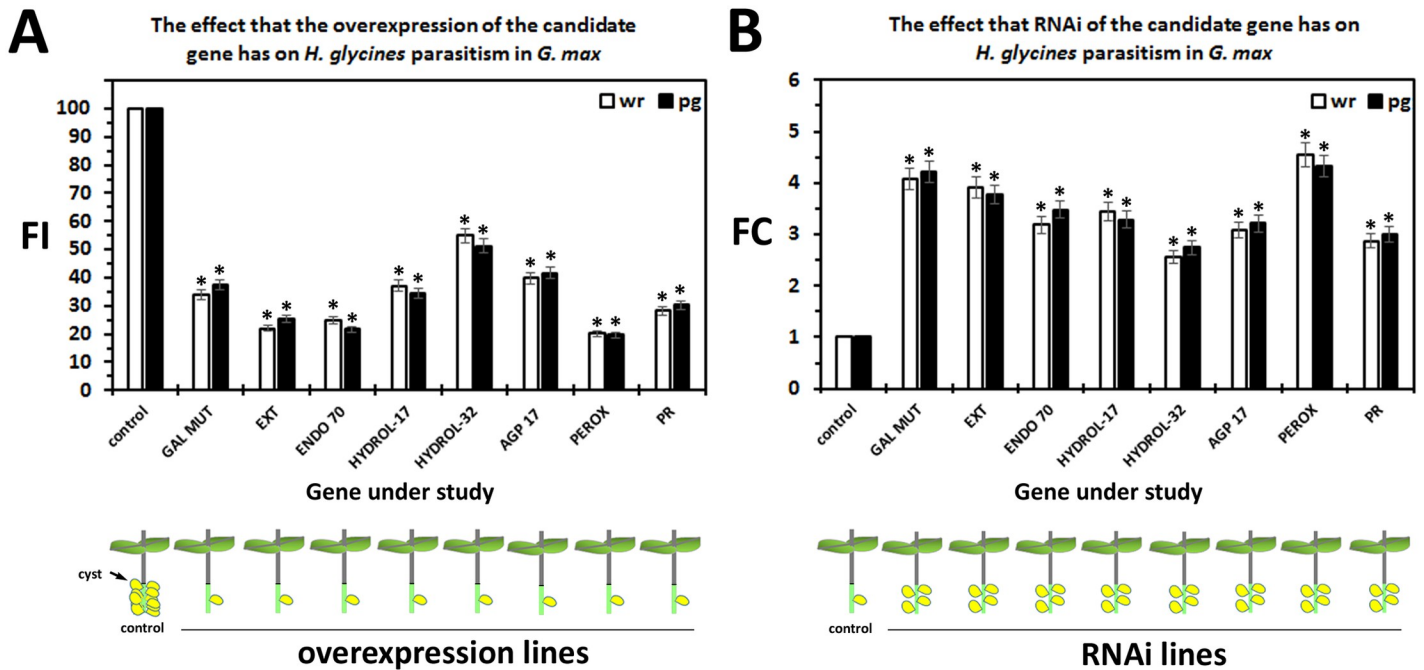 A
The effect that the overexpression of the candidate
gene has on H. glycines parasitism in G. max
FI
100
90
80
70
60
50
40
30
20
10
0
wr pg
* * * * * * * * * * * * * * * *
control GAL MUT EXT ENDO 70 HYDROL-17 HYDROL-32 AGP 17 PEROX PR
Gene under study
cyst
control
overexpression lines
B
The effect that RNAi of the candidate gene has on
H. glycines parasitism in G. max
FC
6
5
4
3
2
1
0
wr pg
* * * * * * * * * * * * * * * *
control GAL MUT EXT ENDO 70 HYDROL-17 HYDROL-32 AGP 17 PEROX PR
Gene under study
control
RNAi lines